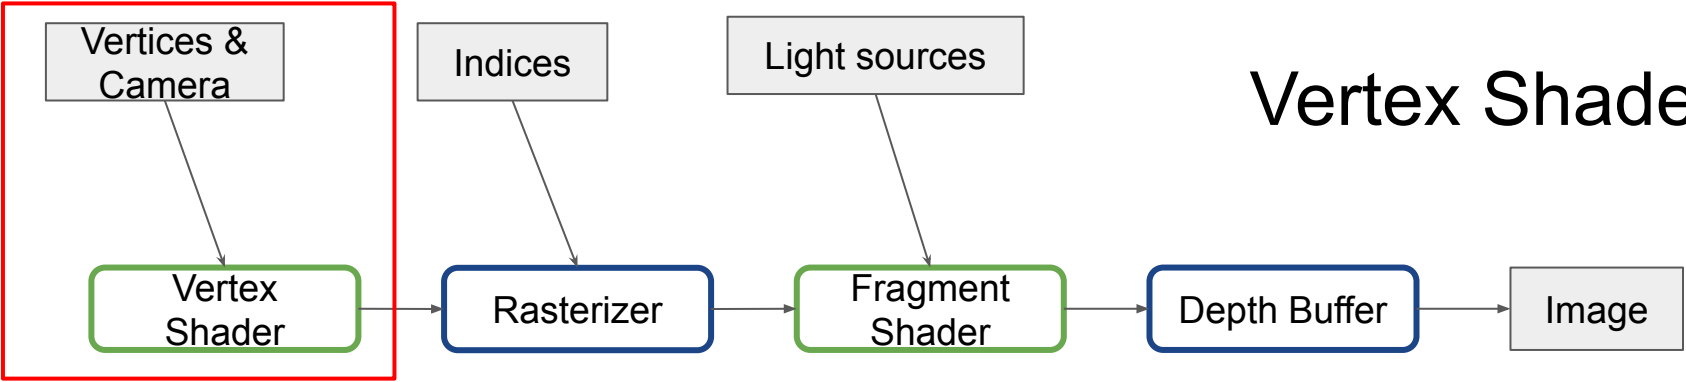 Vertices &
Camera
Indices
Light sources
Vertex Shade
Vertex
Shader
Rasterizer
Fragment
Shader
Depth Buffer
Image